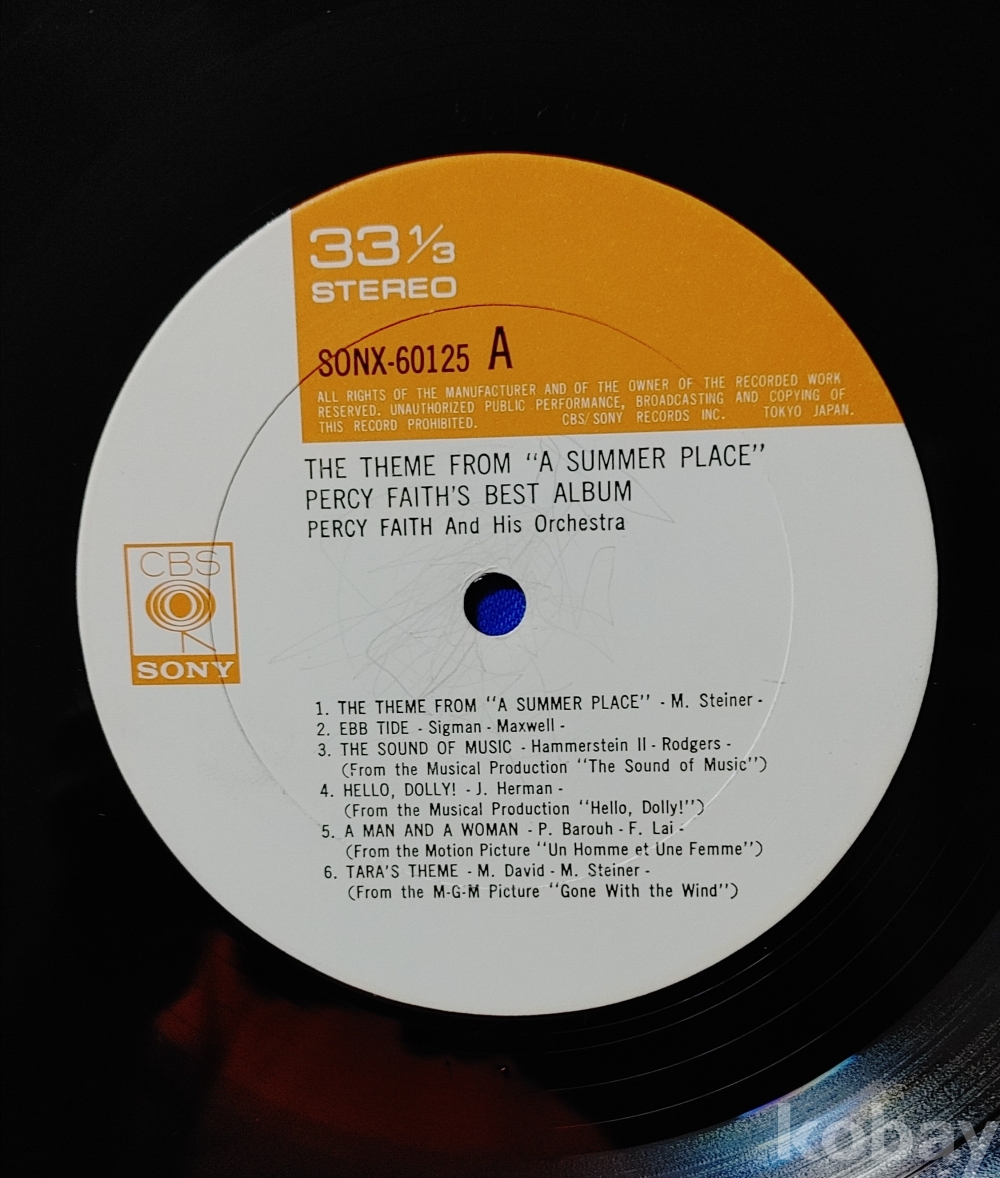 33 1/3
STEREO
SONX-60125 A
ALL RIGHTS OF THE MANUFACTURER AND OF THE OWNER OF THE RECORDED WORK
RESERVED. UNAUTHORIZED PUBLIC PERFORMANCE, BROADCASTING AND COPYING OF
THIS RECORD PROHIBITED. CBS/SONY RECORDS INC. TOKYO JAPAN.
THE THEME FROM "A SUMMER PLACE"
PERCY FAITH'S BEST ALBUM
PERCY FAITH And His Orchestra
CBS
SONY
1. THE THEME FROM "A SUMMER PLACE" - M. Steiner -
2. EBB TIDE - Sigman - Maxwell -
3. THE SOUND OF MUSIC - Hammerstein II - Rodgers -
(From the Musical Production "The Sound of Music")
4. HELLO, DOLLY! - J. Herman -
(From the Musical Production "Hello, Dolly!")
5. A MAN AND A WOMAN - P. Barouh - F. Lai -
(From the Motion Picture "Un Homme et Une Femme")
6. TARA'S THEME - M. David - M. Steiner -
(From the M-G-M Picture "Gone With the Wind")
kobay